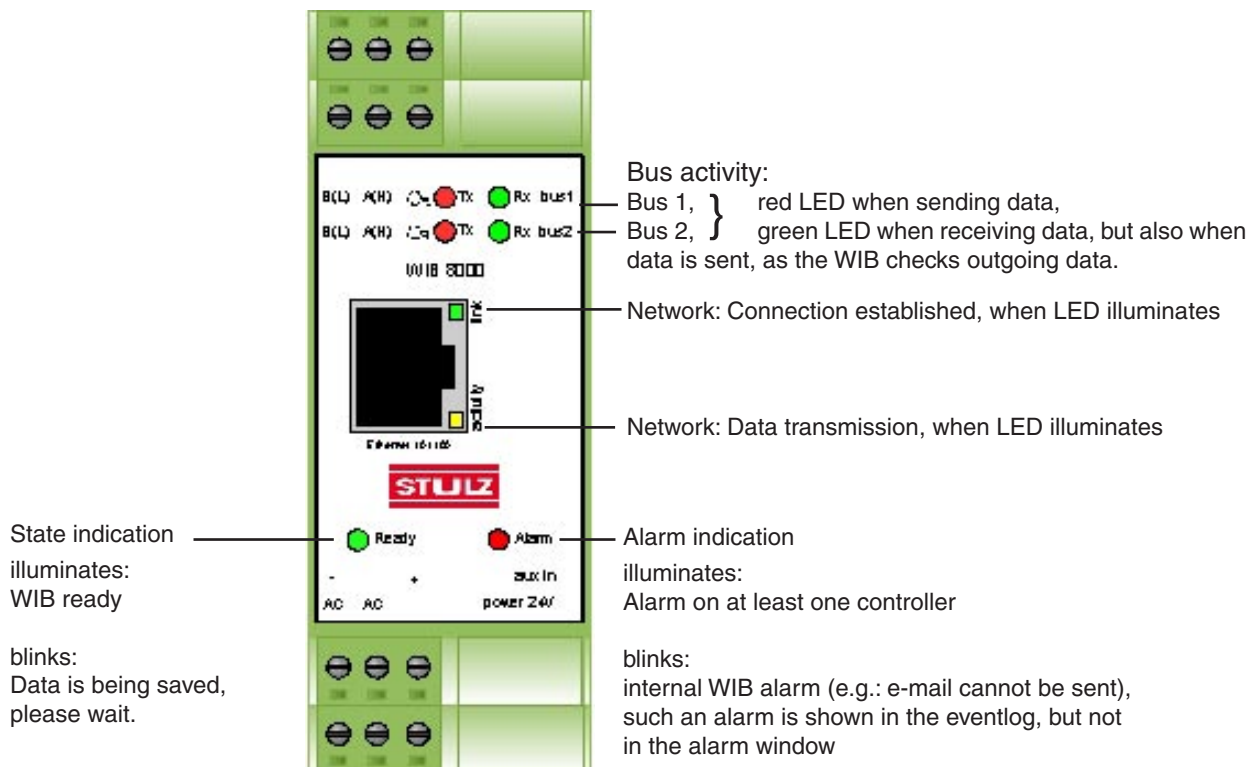 B(L) A(H) Tx Rx bus1
B(L) A(H) Tx Rx bus2
WIB 8000
link
activity
Ethernet 10/100
STULZ
Ready Alarm
- + aux in
AC AC power 24V
Bus activity:
Bus 1, } red LED when sending data,
Bus 2, green LED when receiving data, but also when
data is sent, as the WIB checks outgoing data.
Network: Connection established, when LED illuminates
Network: Data transmission, when LED illuminates
State indication
illuminates:
WIB ready
blinks:
Data is being saved,
please wait.
Alarm indication
illuminates:
Alarm on at least one controller
blinks:
internal WIB alarm (e.g.: e-mail cannot be sent),
such an alarm is shown in the eventlog, but not
in the alarm window